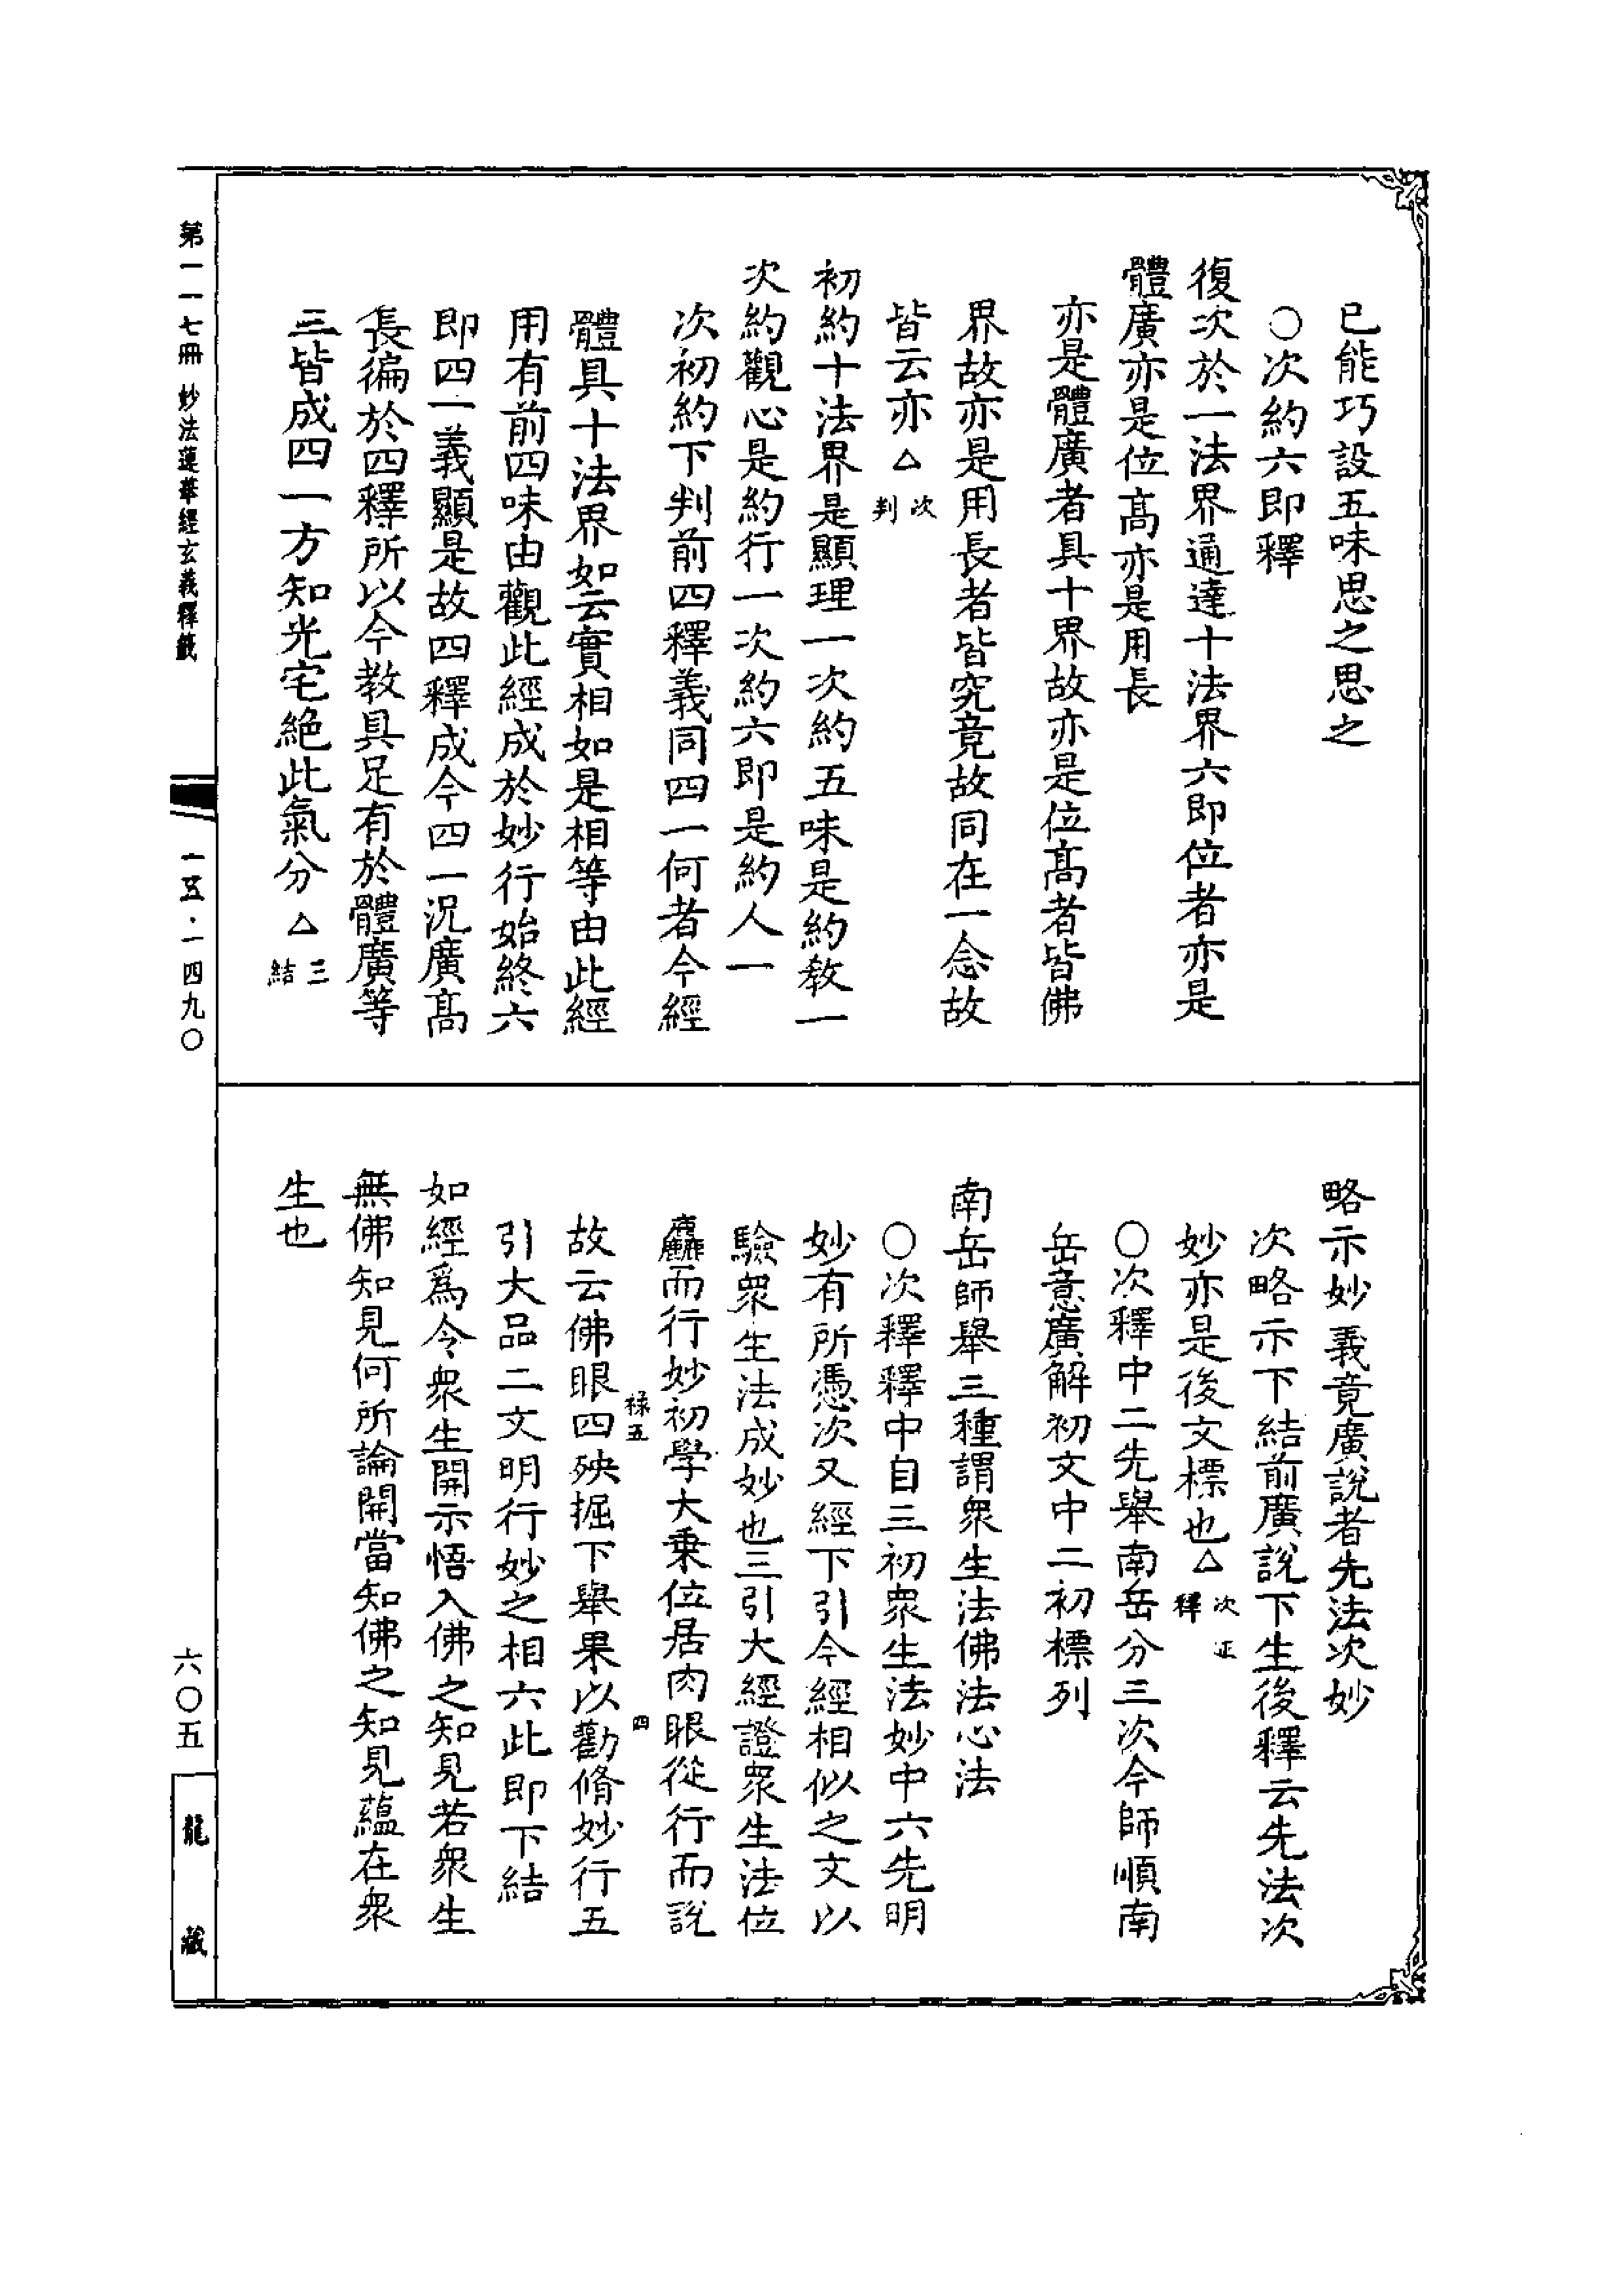 已能巧設五味思之思之
○次約六即釋
復次於一法界通達十法界六即位者亦是
體廣亦是位高亦是用長
亦是體廣者具十界故亦是位高者皆佛
界故亦是用長者皆究竟故同在一念故
皆云亦△次判
初約十法界是顯理一次約五味是約教一
次約觀心是約行一次約六即是約人一
次初約下判前四釋義同四一何者今經
體具十法界如云實相如是相等由此經
用有前四味由觀此經成於妙行始終六
即四一義顯是故四釋成今四一況廣高
長徧於四釋所以今教具足有於體廣等
三皆成四一方知光宅絕此氣分△三結
略示妙義竟廣說者先法次妙
次略示下結前廣說下生後釋云先法次
妙亦是後文標也△次正釋
○次釋中二先舉南岳分三次今師順南
岳意廣解初文中二初標列
南岳師舉三種謂衆生法佛法心法
○次釋釋中自三初衆生法妙中六先明
妙有所憑次又經下引今經相似之文以
驗衆生法成妙也三引大經證衆生法位
麤而行妙初學大乗位居肉眼從行而說
祿五 四
故云佛眼四殃掘下舉果以勸脩妙行五
引大品二文明行妙之相六此即下結
如經爲令衆生開示悟入佛之知見若衆生
無佛知見何所論開當知佛之知見蘊在衆
生也
第一一七冊 妙法蓮華經玄義釋籤
一五·一四九〇
六〇五
龍藏